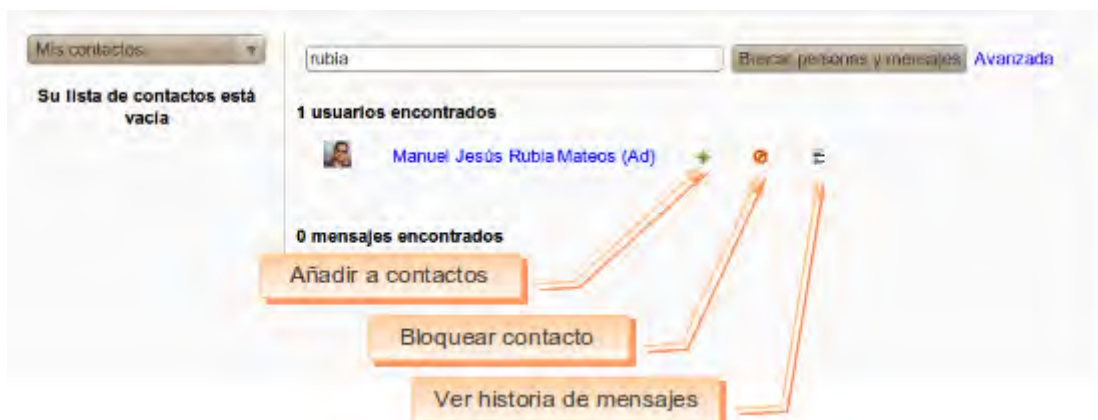 Mis contactos
rubia
Buscar personas y mensajes
Avanzada
Su lista de contactos está
vacía
1 usuarios encontrados
Manuel Jesús Rubia Mateos (Ad)
0 mensajes encontrados
Añadir a contactos
Bloquear contacto
Ver historia de mensajes